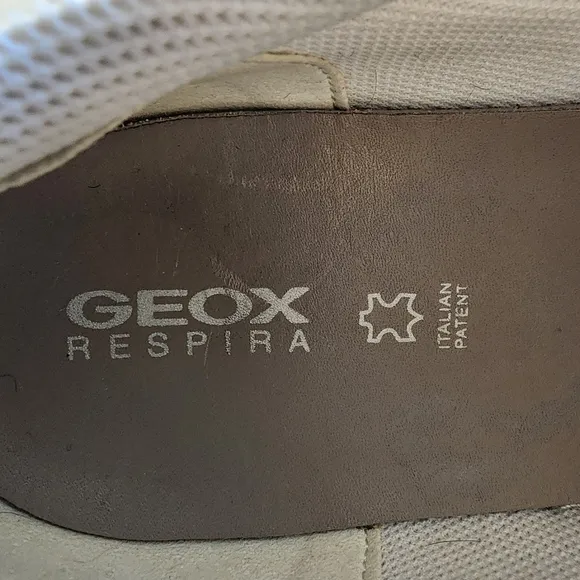 GEOX
RESPIRA
ITALIAN
PATENT